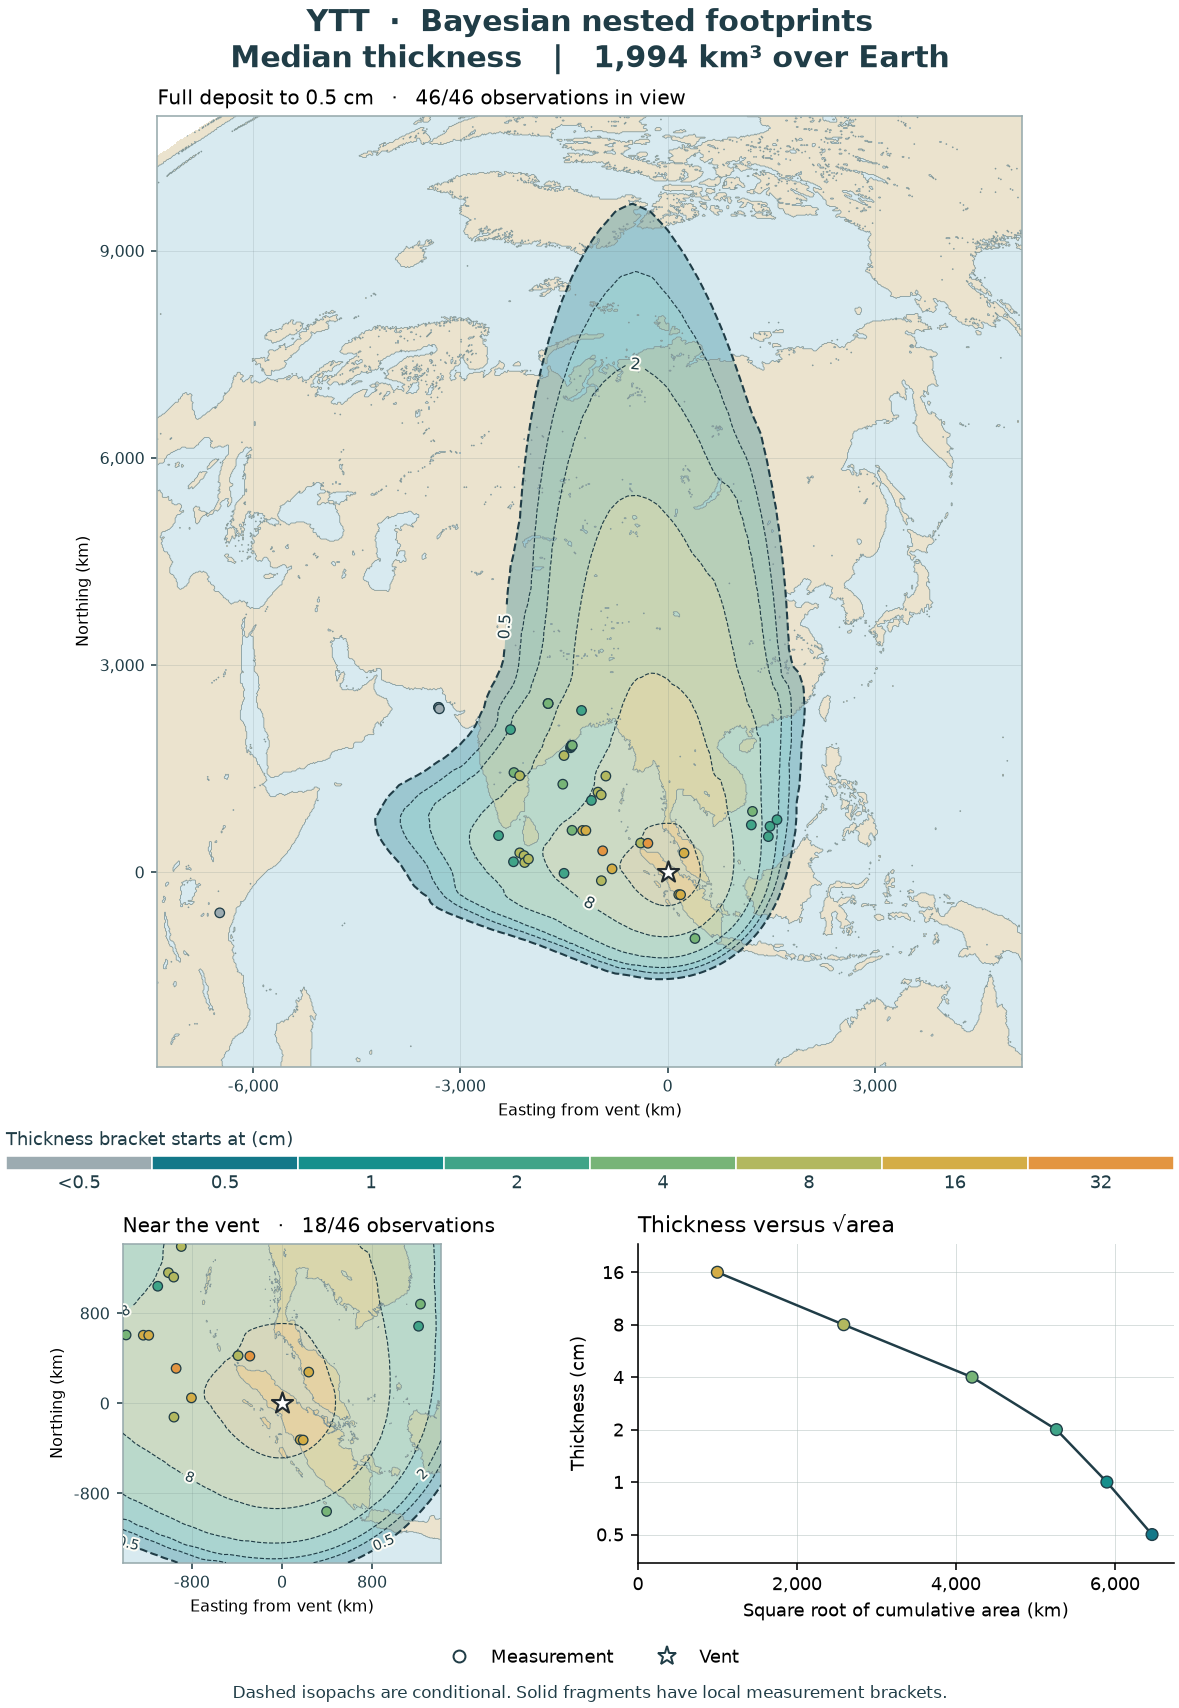 YTT · Bayesian nested footprints
Median thickness | 1,994 km³ over Earth
Full deposit to 0.5 cm · 46/46 observations in view
9,000
6,000
3,000
0
Northing (km)
2
0.5
8
-6,000
-3,000
0
3,000
Easting from vent (km)
Thickness bracket starts at (cm)
<0.5
0.5
1
2
4
8
16
32
Near the vent · 18/46 observations
800
0
-800
Northing (km)
8
8
2
0.5
0.5
-800
0
800
Easting from vent (km)
Thickness versus √area
16
8
4
2
1
0.5
Thickness (cm)
0
2,000
4,000
6,000
Square root of cumulative area (km)
Measurement
Vent
Dashed isopachs are conditional. Solid fragments have local measurement brackets.